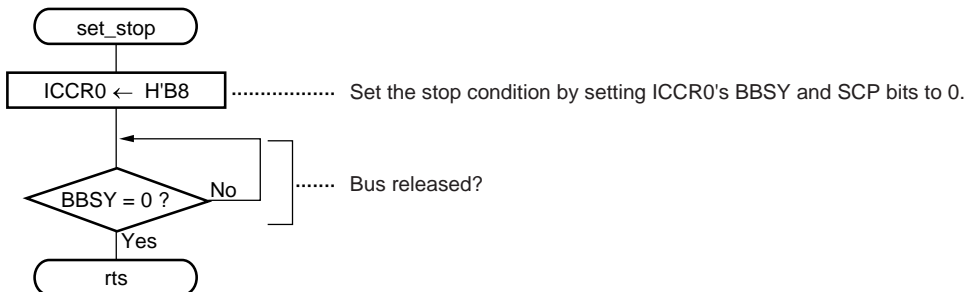 set_stop
ICCR0 ← H'B8
Set the stop condition by setting ICCR0's BBSY and SCP bits to 0.
BBSY = 0 ?
No
Bus released?
Yes
rts